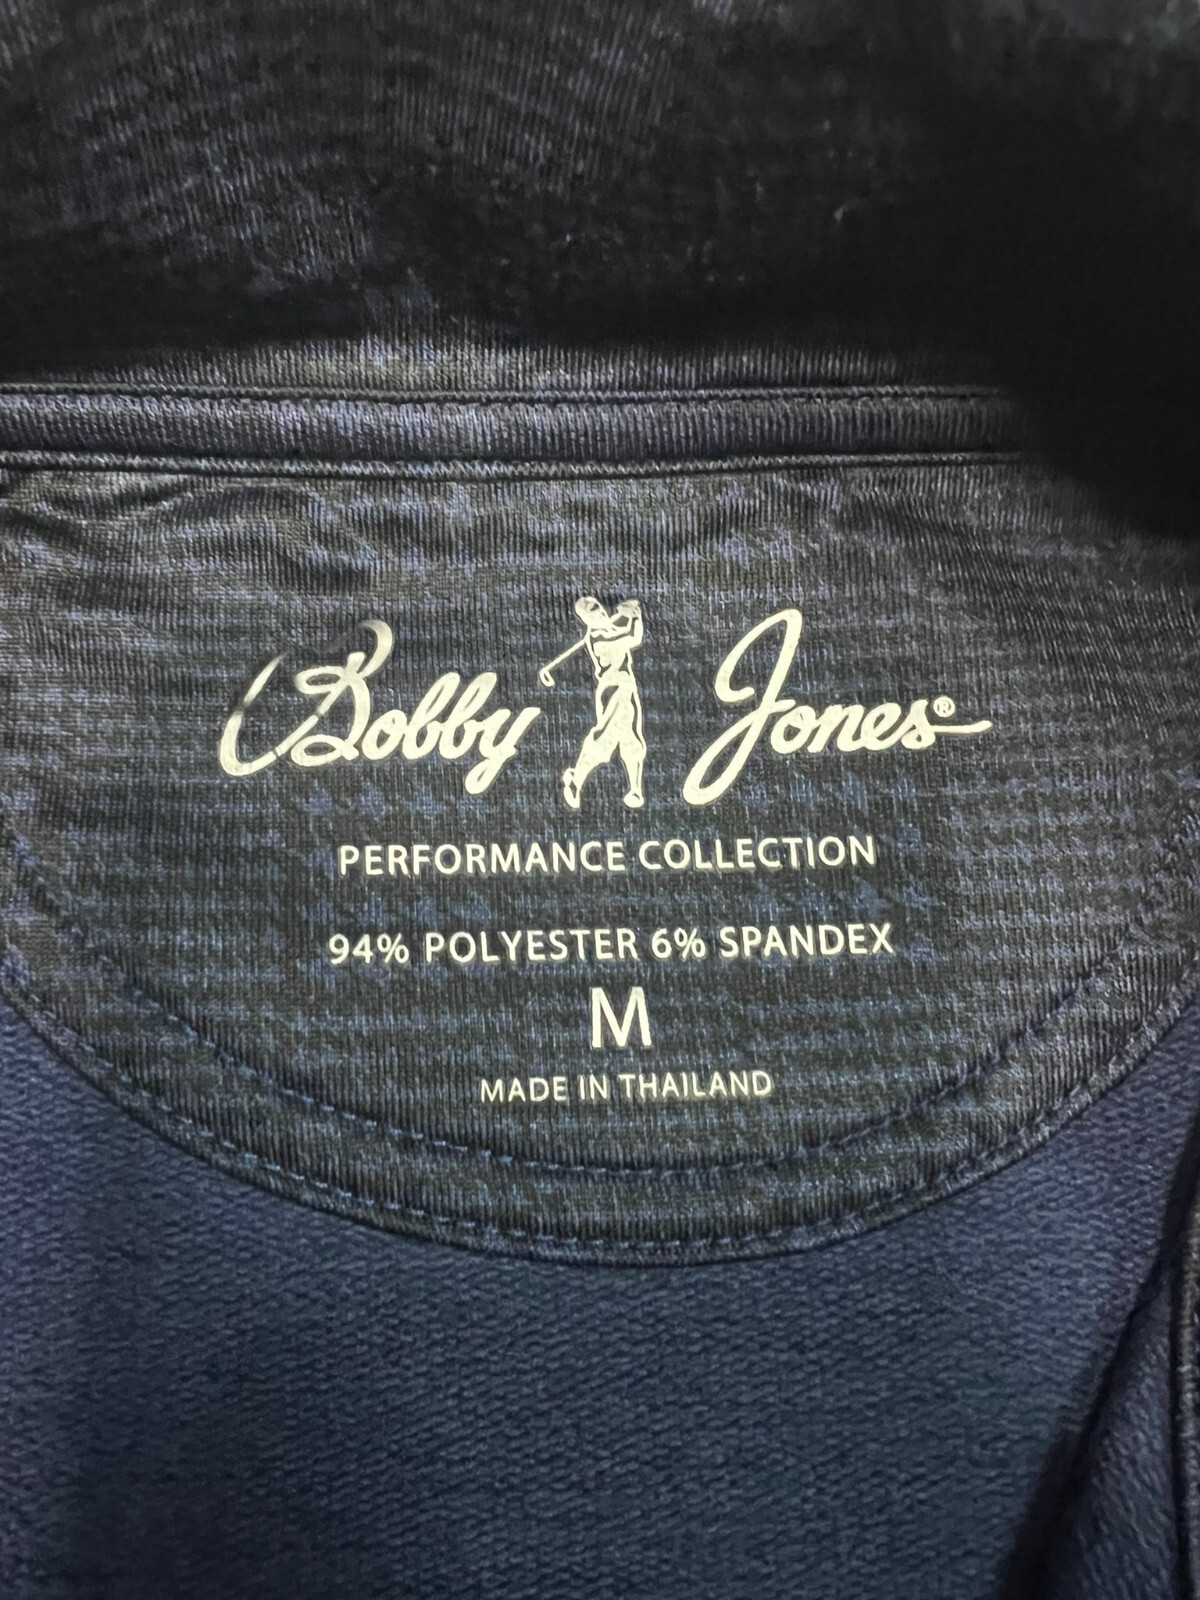 Bobby Jones®
PERFORMANCE COLLECTION
94% POLYESTER 6% SPANDEX
M
MADE IN THAILAND